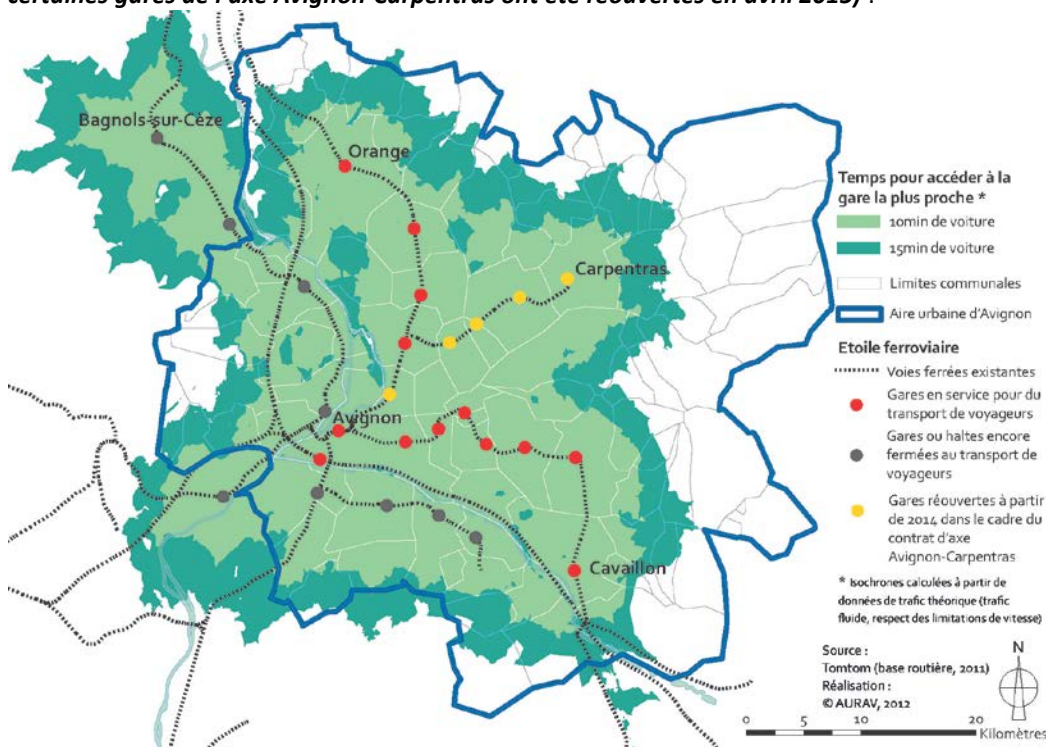 certaines gares de l'axe Avignon-Carpentras ont été réouvertes en avril 2015) :
Bagnols-sur-Cèze
Orange
Carpentras
Avignon
Cavaillon
Temps pour accéder à la
gare la plus proche *
10min de voiture
15min de voiture
Limites communales
Aire urbaine d'Avignon
Etoile ferroviaire
Voies ferrées existantes
Gares en service pour du
transport de voyageurs
Gares ou haltes encore
fermées au transport de
voyageurs
Gares réouvertes à partir
de 2014 dans le cadre du
contrat d'axe
Avignon-Carpentras
* Isochrones calculées à partir de
données de trafic théorique (trafic
fluide, respect des limitations de vitesse)
Source :
Tomtom (base routière, 2011)
Réalisation :
© AURAV, 2012
N
0 5 10 20
Kilomètres